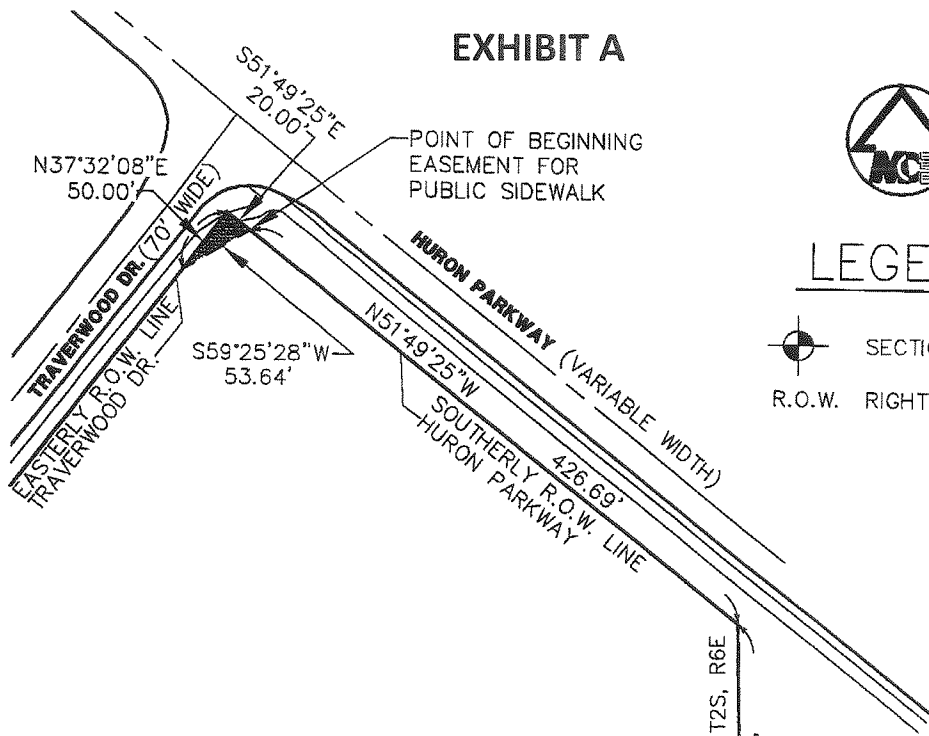 EXHIBIT A
S51°49'25"E
20.00'
POINT OF BEGINNING
EASEMENT FOR
PUBLIC SIDEWALK
N37°32'08"E
50.00'
TRAVERWOOD DR. (70' WIDE)
EASTERLY R.O.W. LINE
TRAVERWOOD DR.
S59°25'28"W
53.64'
HURON PARKWAY (VARIABLE WIDTH)
N51°49'25"W 426.69'
SOUTHERLY R.O.W. LINE
HURON PARKWAY
T2S, R6E
LEGE
SECTIO
R.O.W. RIGHT